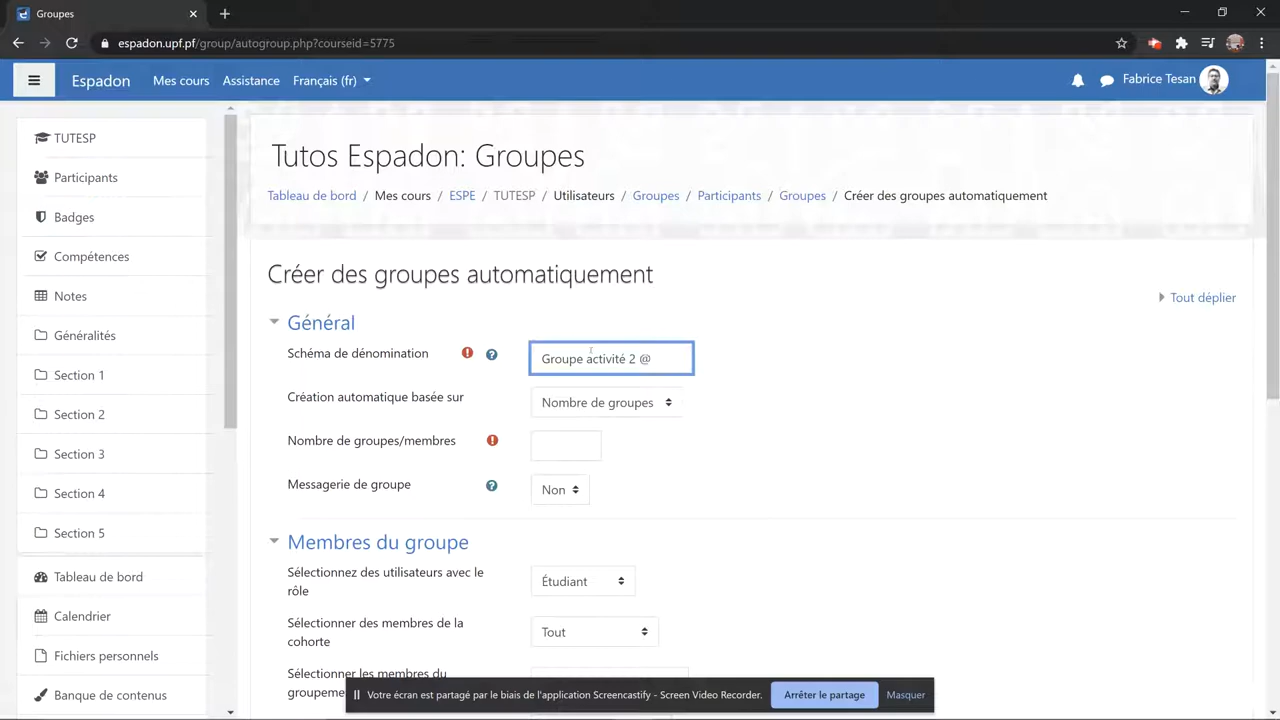 Groupes
espadon.upf.pf/group/autogroup.php?courseid=5775
Espadon Mes cours Assistance Français (fr) Fabrice Tesan
TUTESP
Participants
Badges
Compétences
Notes
Généralités
Section 1
Section 2
Section 3
Section 4
Section 5
Tableau de bord
Calendrier
Fichiers personnels
Banque de contenus
Tutos Espadon: Groupes
Tableau de bord / Mes cours / ESPE / TUTESP / Utilisateurs / Groupes / Participants / Groupes / Créer des groupes automatiquement
Créer des groupes automatiquement
Tout déplier
Général
Schéma de dénomination Groupe activité 2 @
Création automatique basée sur Nombre de groupes
Nombre de groupes/membres
Messagerie de groupe Non
Membres du groupe
Sélectionnez des utilisateurs avec le
rôle
Étudiant
Sélectionner des membres de la
cohorte
Tout
Sélectionner les membres du
groupement
Votre écran est partagé par le biais de l'application Screencastify - Screen Video Recorder. Arrêter le partage Masquer